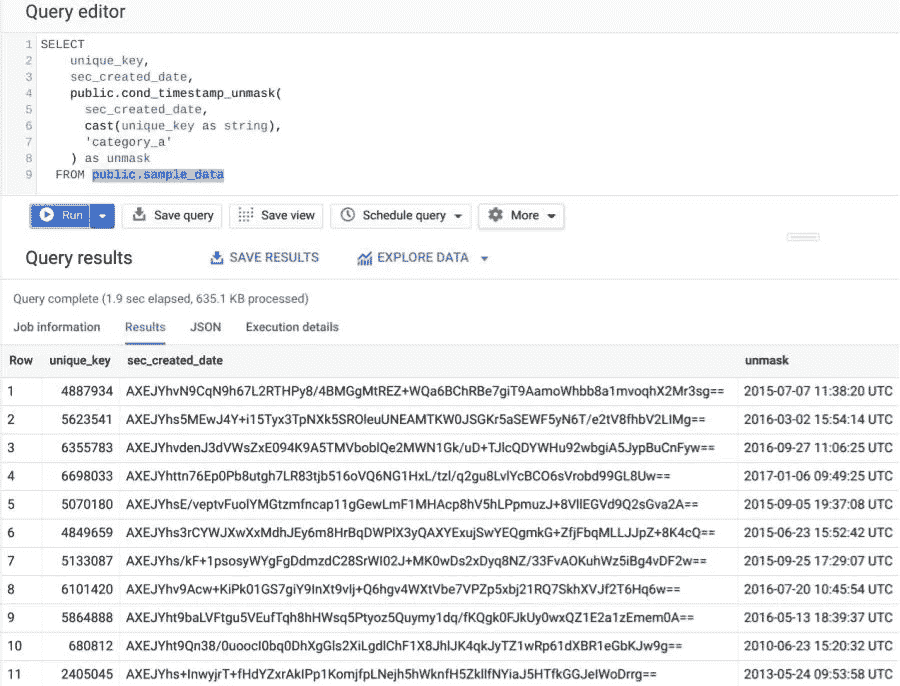 Query editor
1 SELECT
2 unique_key,
3 sec_created_date,
4 public.cond_timestamp_unmask(
5 sec_created_date,
6 cast(unique_key as string),
7 'category_a'
8 ) as unmask
9 FROM public.sample_data
Run Save query Save view Schedule query More
Query results SAVE RESULTS EXPLORE DATA
Query complete (1.9 sec elapsed, 635.1 KB processed)
Job information Results JSON Execution details
Row unique_key sec_created_date unmask
1 4887934 AXEJYhvN9CqN9h67L2RTHPy8/4BMGgMtREZ+WQa6BChRBe7giT9AamoWhbb8a1mvoqhX2Mr3sg== 2015-07-07 11:38:20 UTC
2 5623541 AXEJYhs5MEwJ4Y+i15Tyx3TpNXk5SROleuUNEAMTKW0JSGKr5aSEWF5yN6T/e2tV8fhbV2LIMg== 2016-03-02 15:54:14 UTC
3 6355783 AXEJYhvdenJ3dVWsZxE094K9A5TMVboblQe2MWN1Gk/uD+TJlcQDYWHu92wbgiA5JypBuCnFyw== 2016-09-27 11:06:25 UTC
4 6698033 AXEJYhttn76Ep0Pb8utgh7LR83tjb516oVQ6NG1HxL/tzl/q2gu8LvlYcBCO6sVrobd99GL8Uw== 2017-01-06 09:49:25 UTC
5 5070180 AXEJYhsE/veptvFuolYMGtzmfncap11gGewLmF1MHAcp8hV5hLPpmuzJ+8VllEGVd9Q2sGva2A== 2015-09-05 19:37:08 UTC
6 4849659 AXEJYhs3rCYWJXwXxMdhJEy6m8HrBqDWPlX3yQAXYExujSwYEQgmkG+ZfjFbqMLLJJpZ+8K4cQ== 2015-06-23 15:52:42 UTC
7 5133087 AXEJYhs/kF+1psosyWYgFgDdmzdC28SrWI02J+MK0wDs2xDyq8NZ/33FvAOKuhWz5iBg4vDF2w== 2015-09-25 17:29:07 UTC
8 6101420 AXEJYhv9Acw+KiPk01GS7giY9InXt9vlj+Q6hgv4WXtVbe7VPZp5xbj21RQ7SkhXVJf2T6Hq6w== 2016-07-20 10:45:54 UTC
9 5864888 AXEJYht9baLVFtgu5VEufTqh8hHWsq5Ptyoz5Quymy1dq/fKQgk0FJkUy0wxQZ1E2a1zEmem0A== 2016-05-13 18:39:37 UTC
10 680812 AXEJYht9Qn38/0uoocI0bq0DhXgGls2XiLgdlChF1X8JhlJK4qkJyTZ1wRp61dXBR1eGbKJw9g== 2010-06-23 15:20:32 UTC
11 2405045 AXEJYhs+InwyjrT+fHdYZxrAkIPp1KomjfpLNejh5hWknfH5ZkllfNYiaJ5HTfkGGJeIWoDrrg== 2013-05-24 09:53:58 UTC